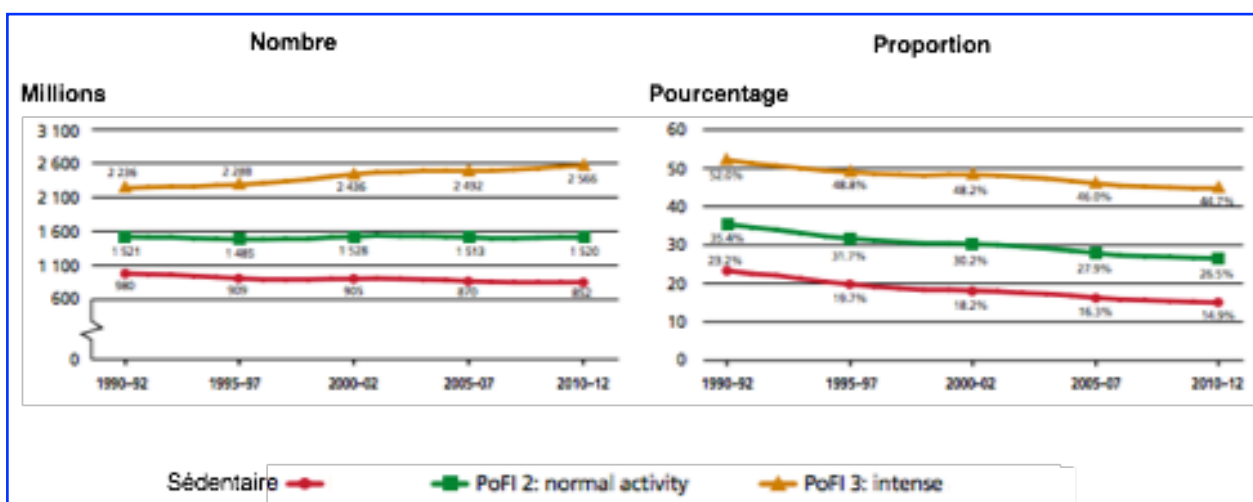 Nombre Proportion
Millions Pourcentage
3 100 60
2 600 2 236 2 288 2 436 2 492 2 566 50 52.0% 48.8% 48.2% 46.0% 44.7%
2 100 40
1 600 1 521 1 485 1 528 1 513 1 520 30 35.4% 31.7% 30.2% 27.9% 26.5%
1 100 980 909 905 870 852 20 23.2% 19.7% 18.2% 16.3% 14.9%
600 10
0 0
1990–92 1995–97 2000–02 2005–07 2010–12 1990–92 1995–97 2000–02 2005–07 2010–12
Sédentaire PoFI 2: normal activity PoFI 3: intense